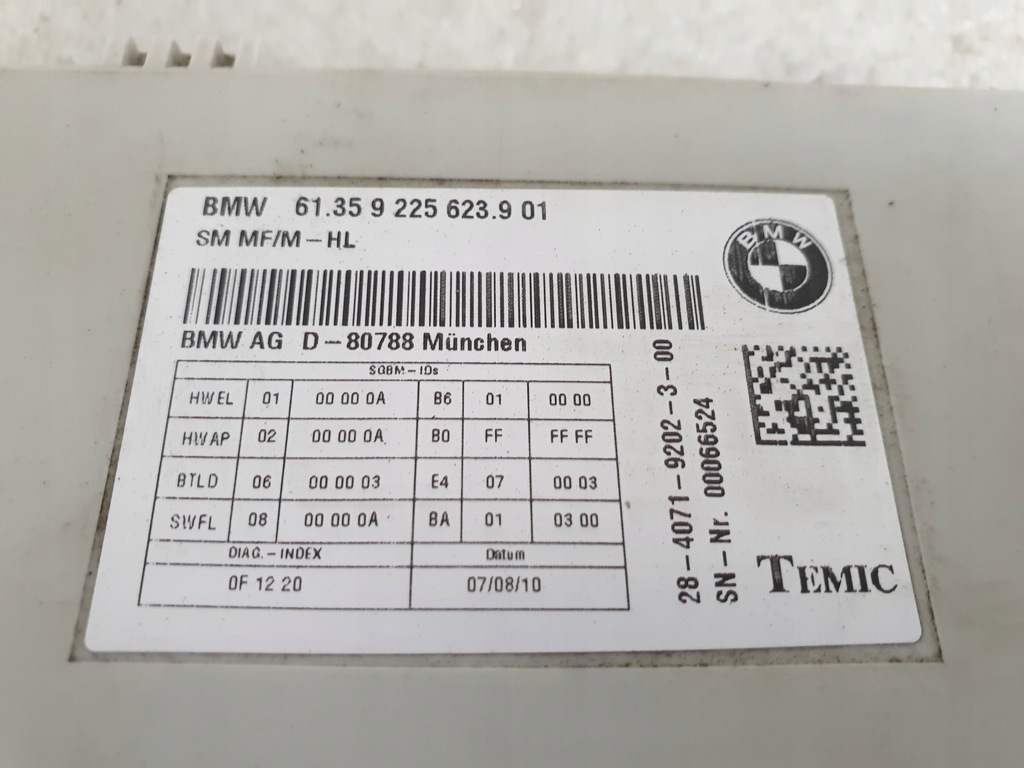 BMW 61.35 9 225 623.9 01
SM MF/M-HL
BMW
BMW AG D-80788 München
SGBM-IDs
HWEL 01 00 00 0A B6 01 00 00
HWAP 02 00 00 0A B0 FF FF FF
BTLD 06 00 00 03 E4 07 00 03
SWFL 08 00 00 0A BA 01 03 00
DIAG.-INDEX Datum
0F 12 20 07/08/10
28-4071-9202-3-00
SN-Nr. 00066524
TEMIC